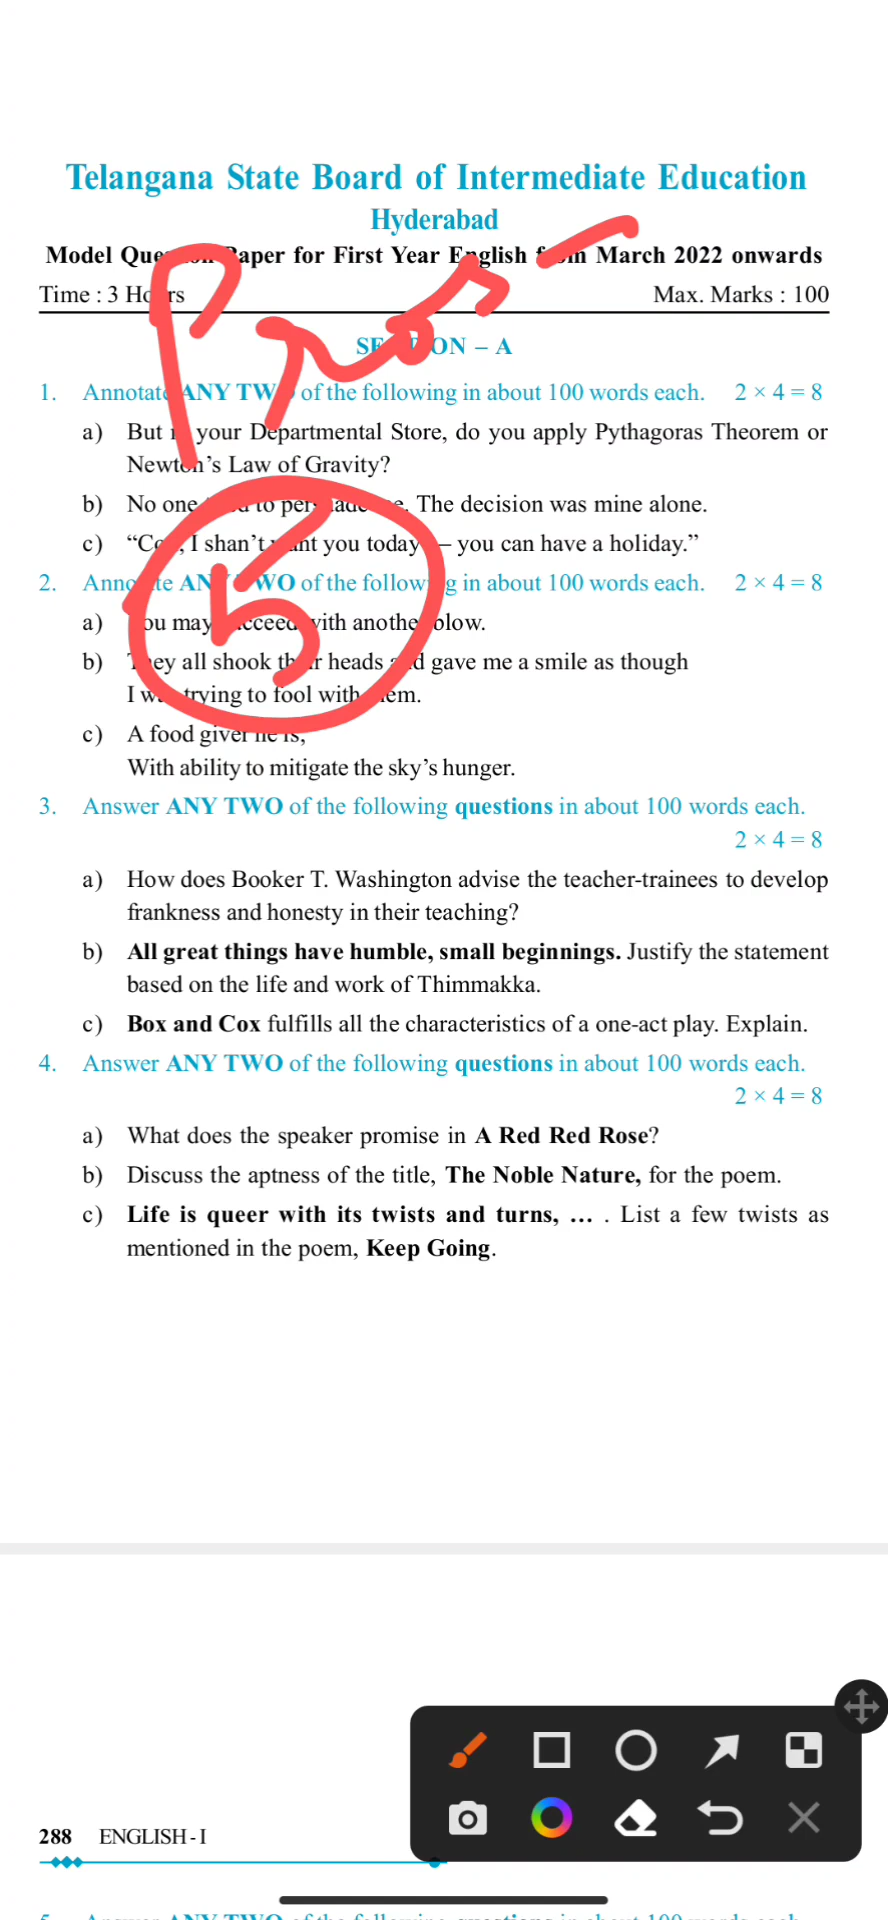 Telangana State Board of Intermediate Education
Hyderabad
Model Paper for First Year English March 2022 onwards
Time : 3 Max. Marks : 100
– A
1. Annotate ANY of the following in about 100 words each. 2 × 4 = 8
a) But your Departmental Store, do you apply Pythagoras Theorem or
Newton's Law of Gravity?
b) No one to The decision was mine alone.
c) I shan't you today – you can have a holiday.”
2. ANY TWO of the following in about 100 words each. 2 × 4 = 8
a) may with another blow.
b) They all shook their heads and gave me a smile as though
I trying to fool with them.
c) A food giver he is,
With ability to mitigate the sky's hunger.
3. Answer ANY TWO of the following questions in about 100 words each.
2 × 4 = 8
a) How does Booker T. Washington advise the teacher-trainees to develop
frankness and honesty in their teaching?
b) All great things have humble, small beginnings. Justify the statement
based on the life and work of Thimmakka.
c) Box and Cox fulfills all the characteristics of a one-act play. Explain.
4. Answer ANY TWO of the following questions in about 100 words each.
2 × 4 = 8
a) What does the speaker promise in A Red Red Rose?
b) Discuss the aptness of the title, The Noble Nature, for the poem.
c) Life is queer with its twists and turns, ... . List a few twists as
mentioned in the poem, Keep Going.
5
288 ENGLISH - I